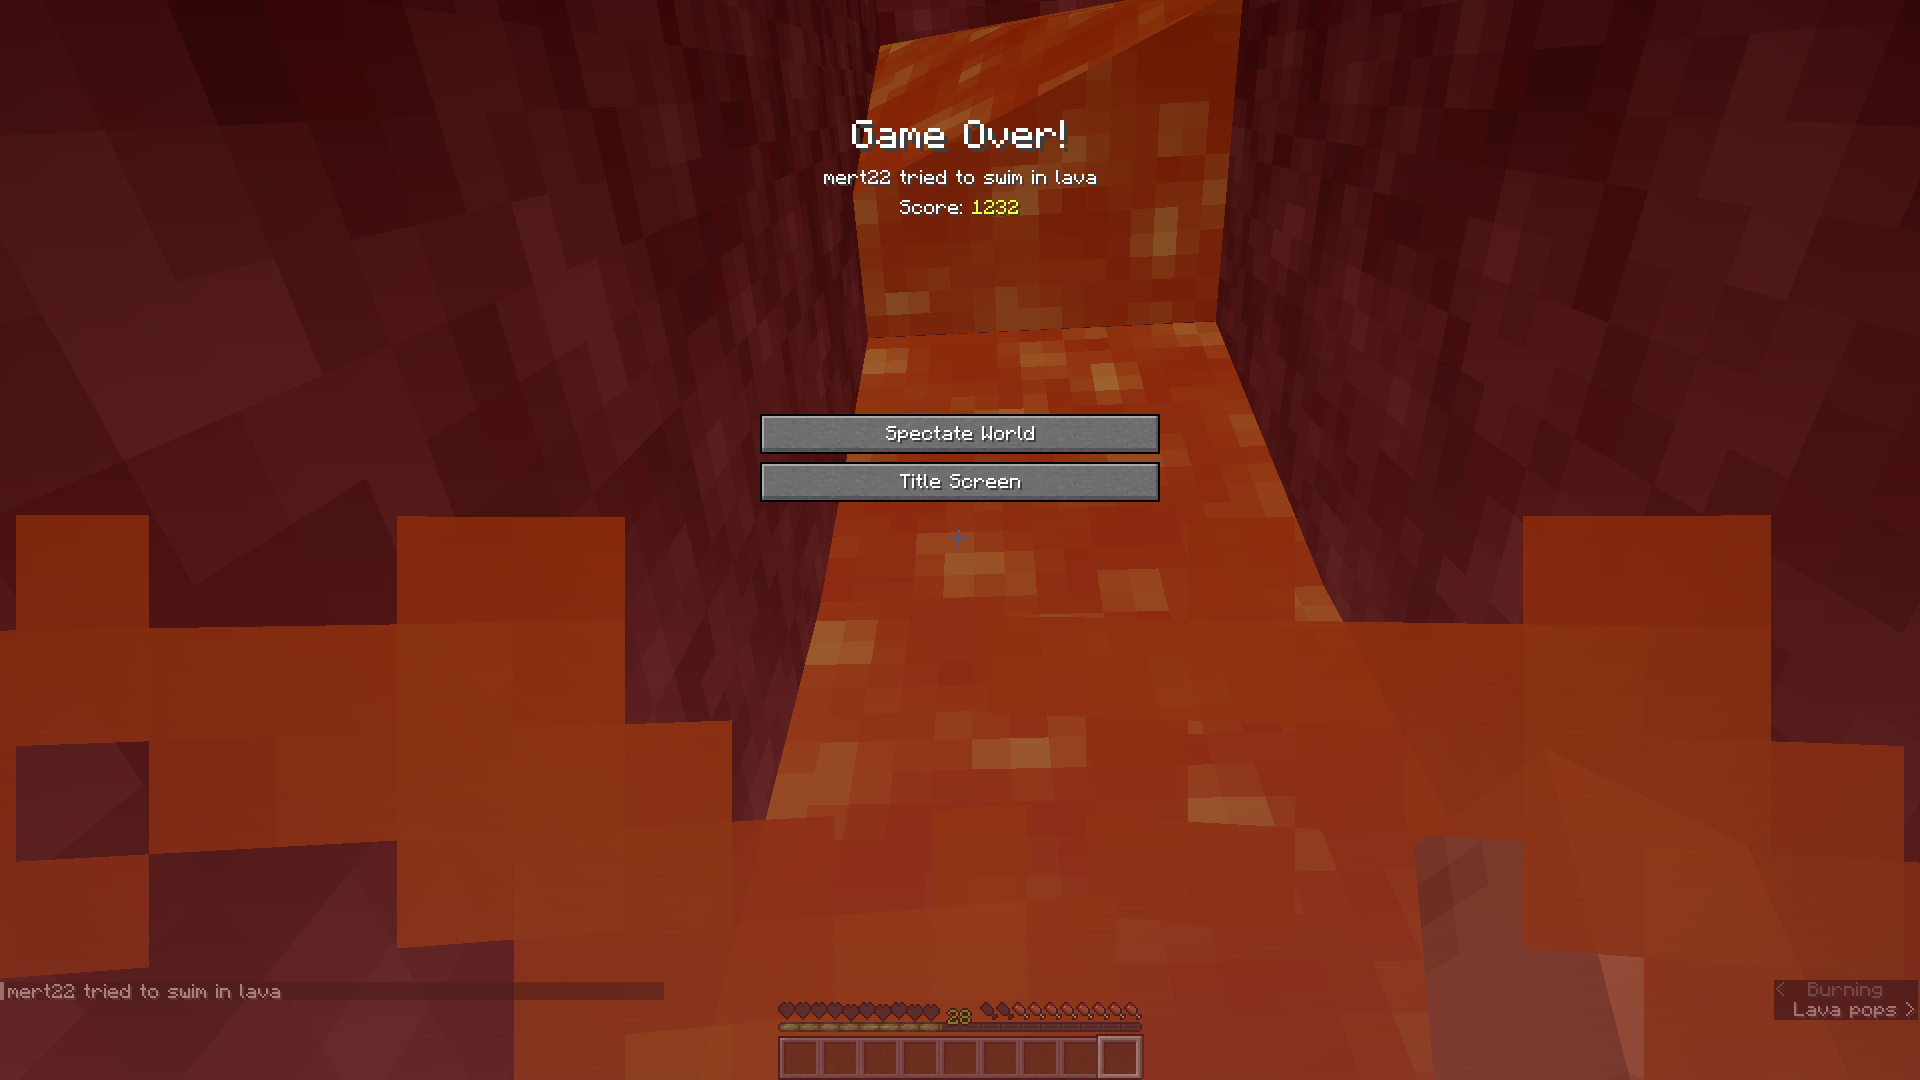 Game Over!
mert22 tried to swim in lava
Score: 1232
Spectate World
Title Screen
mert22 tried to swim in lava
< Burning
Lava pops >
28